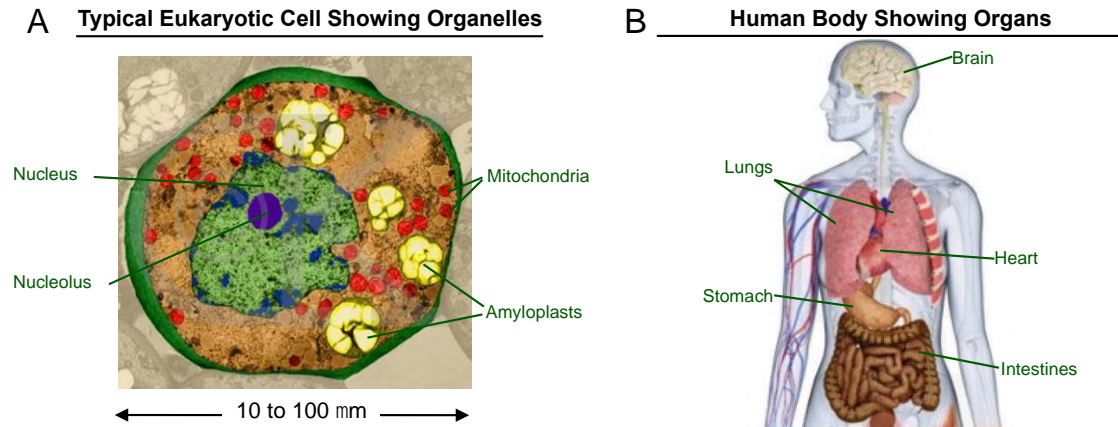 A Typical Eukaryotic Cell Showing Organelles
B Human Body Showing Organs
Nucleus
Nucleolus
Mitochondria
Amyloplasts
10 to 100 mm
Brain
Lungs
Heart
Stomach
Intestines